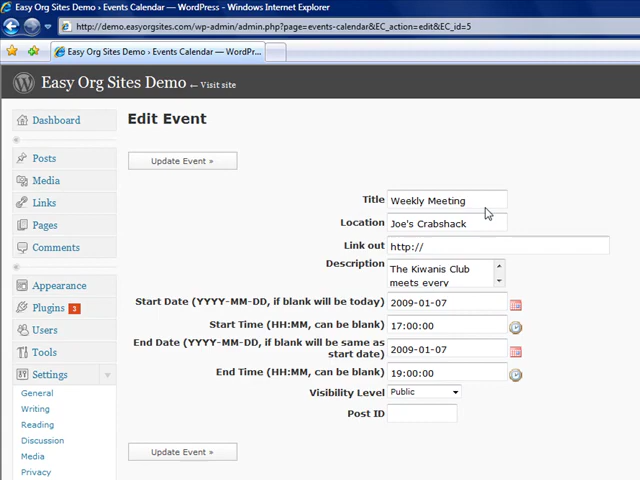 Easy Org Sites Demo › Events Calendar — WordPress - Windows Internet Explorer
http://demo.easyorgsites.com/wp-admin/admin.php?page=events-calendar&EC_action=edit&EC_id=5
Easy Org Sites Demo › Events Calendar — WordPr...
Easy Org Sites Demo ← Visit site
Dashboard
Posts
Media
Links
Pages
Comments
Appearance
Plugins 3
Users
Tools
Settings
General
Writing
Reading
Discussion
Media
Privacy
Edit Event
Update Event »
Title Weekly Meeting
Location Joe's Crabshack
Link out http://
Description The Kiwanis Club
meets every
Start Date (YYYY-MM-DD, if blank will be today) 2009-01-07
Start Time (HH:MM, can be blank) 17:00:00
End Date (YYYY-MM-DD, if blank will be same as
start date) 2009-01-07
End Time (HH:MM, can be blank) 19:00:00
Visibility Level Public
Post ID
Update Event »